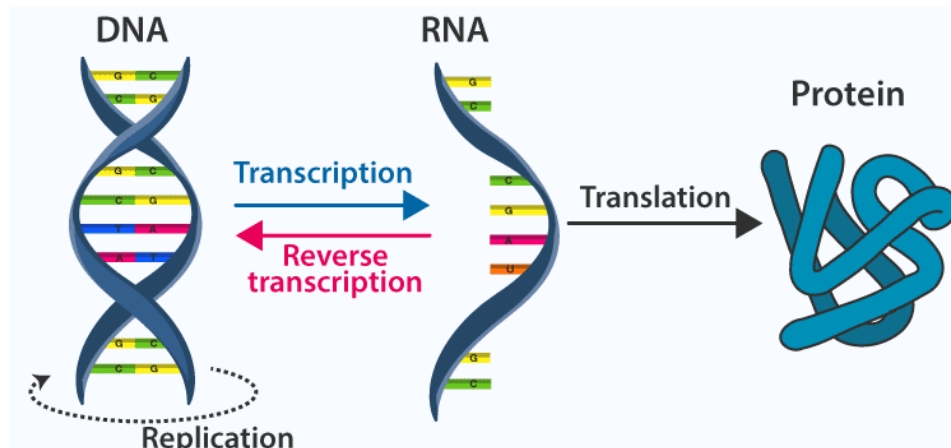 DNA
RNA
Protein
G C
C G
G C
C G
T A
A T
G C
C G
Transcription
Reverse
transcription
G
C
C
G
A
U
G
C
Translation
Replication